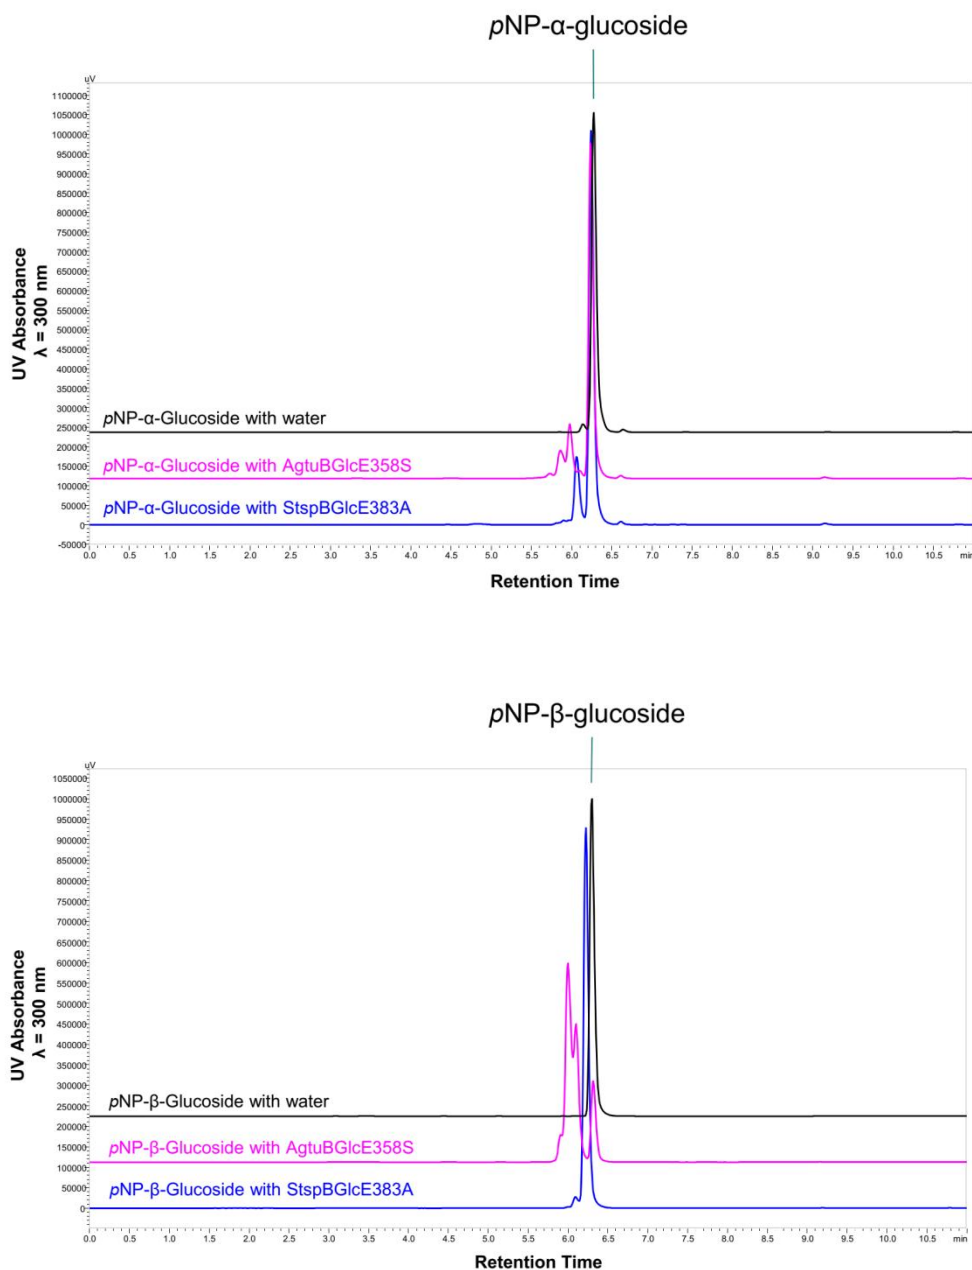 pNP-α-glucoside
uV
1100000
1050000
1000000
950000
900000
850000
800000
750000
700000
650000
600000
550000
500000
450000
400000
350000
300000
250000
200000
150000
100000
50000
0
-50000
UV Absorbance
λ = 300 nm
pNP-α-Glucoside with water
pNP-α-Glucoside with AgtuBGlcE358S
pNP-α-Glucoside with StspBGlcE383A
0.0 0.5 1.0 1.5 2.0 2.5 3.0 3.5 4.0 4.5 5.0 5.5 6.0 6.5 7.0 7.5 8.0 8.5 9.0 9.5 10.0 10.5 min
Retention Time
pNP-β-glucoside
uV
1050000
1000000
950000
900000
850000
800000
750000
700000
650000
600000
550000
500000
450000
400000
350000
300000
250000
200000
150000
100000
50000
0
UV Absorbance
λ = 300 nm
pNP-β-Glucoside with water
pNP-β-Glucoside with AgtuBGlcE358S
pNP-β-Glucoside with StspBGlcE383A
0.0 0.5 1.0 1.5 2.0 2.5 3.0 3.5 4.0 4.5 5.0 5.5 6.0 6.5 7.0 7.5 8.0 8.5 9.0 9.5 10.0 10.5 min
Retention Time